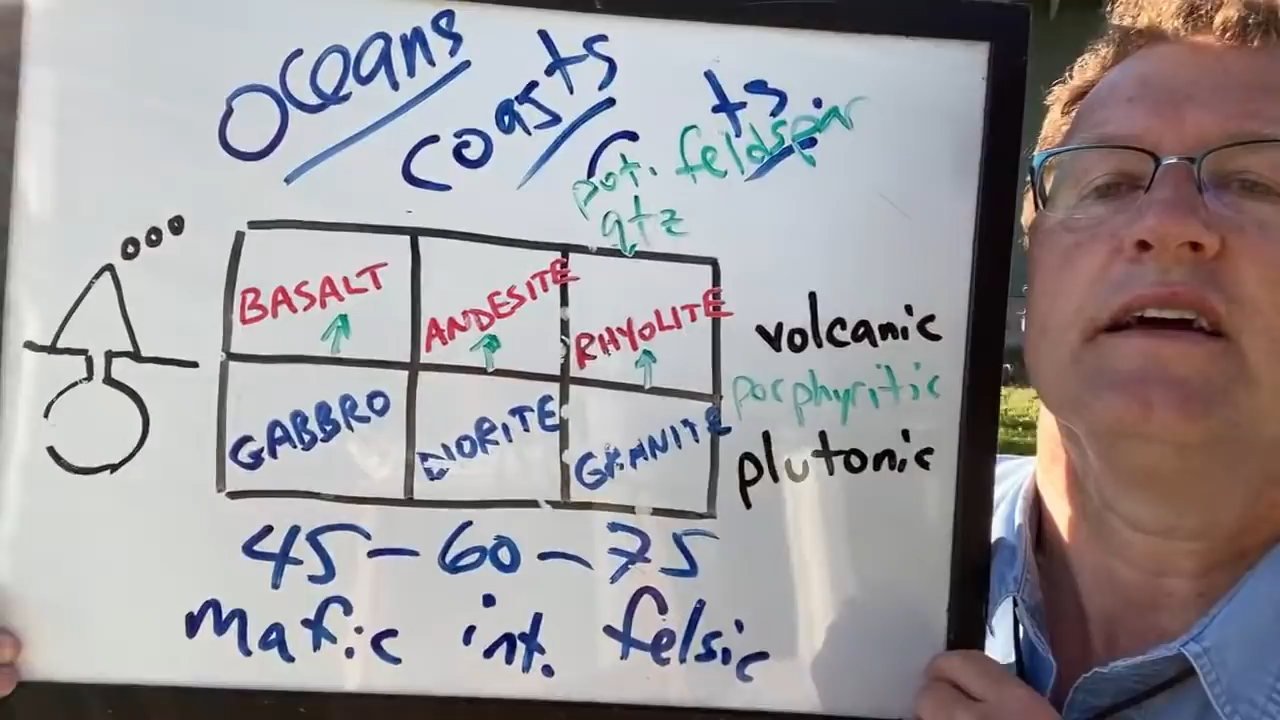 Oceans
coasts
ts
pot. feldspar
qtz
BASALT ANDESITE RHYOLITE
volcanic
porphyritic
GABBRO DIORITE GRANITE
plutonic
45 - 60 - 75
mafic int. felsic